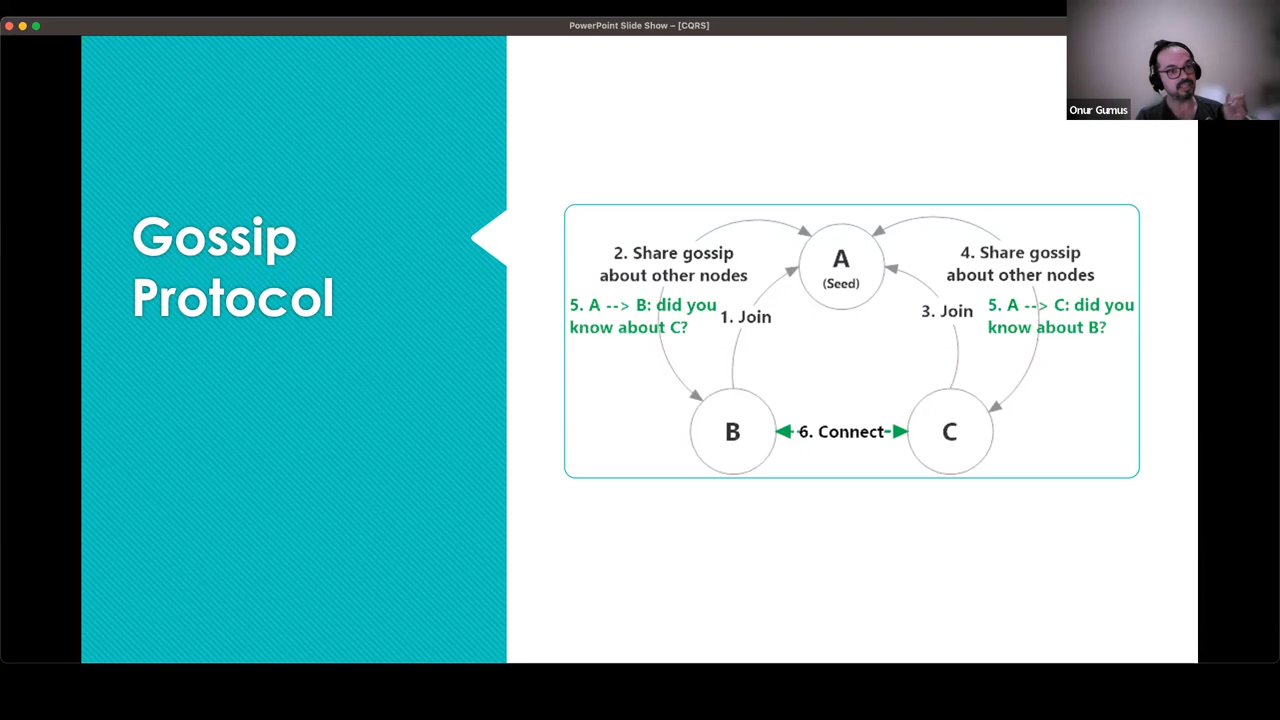 PowerPoint Slide Show – [CQRS]
Onur Gumus
Gossip
Protocol
2. Share gossip
about other nodes
5. A --> B: did you
know about C?
1. Join
A
(Seed)
4. Share gossip
about other nodes
3. Join
5. A --> C: did you
know about B?
B
6. Connect
C